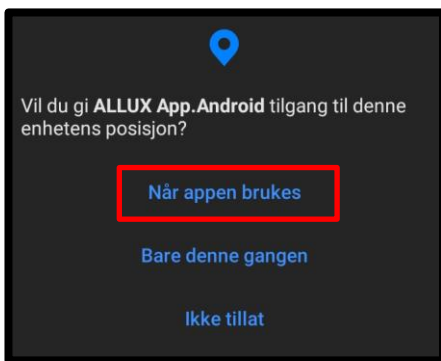 Vil du gi ALLUX App.Android tilgang til denne
enhetens posisjon?
Når appen brukes
Bare denne gangen
Ikke tillat